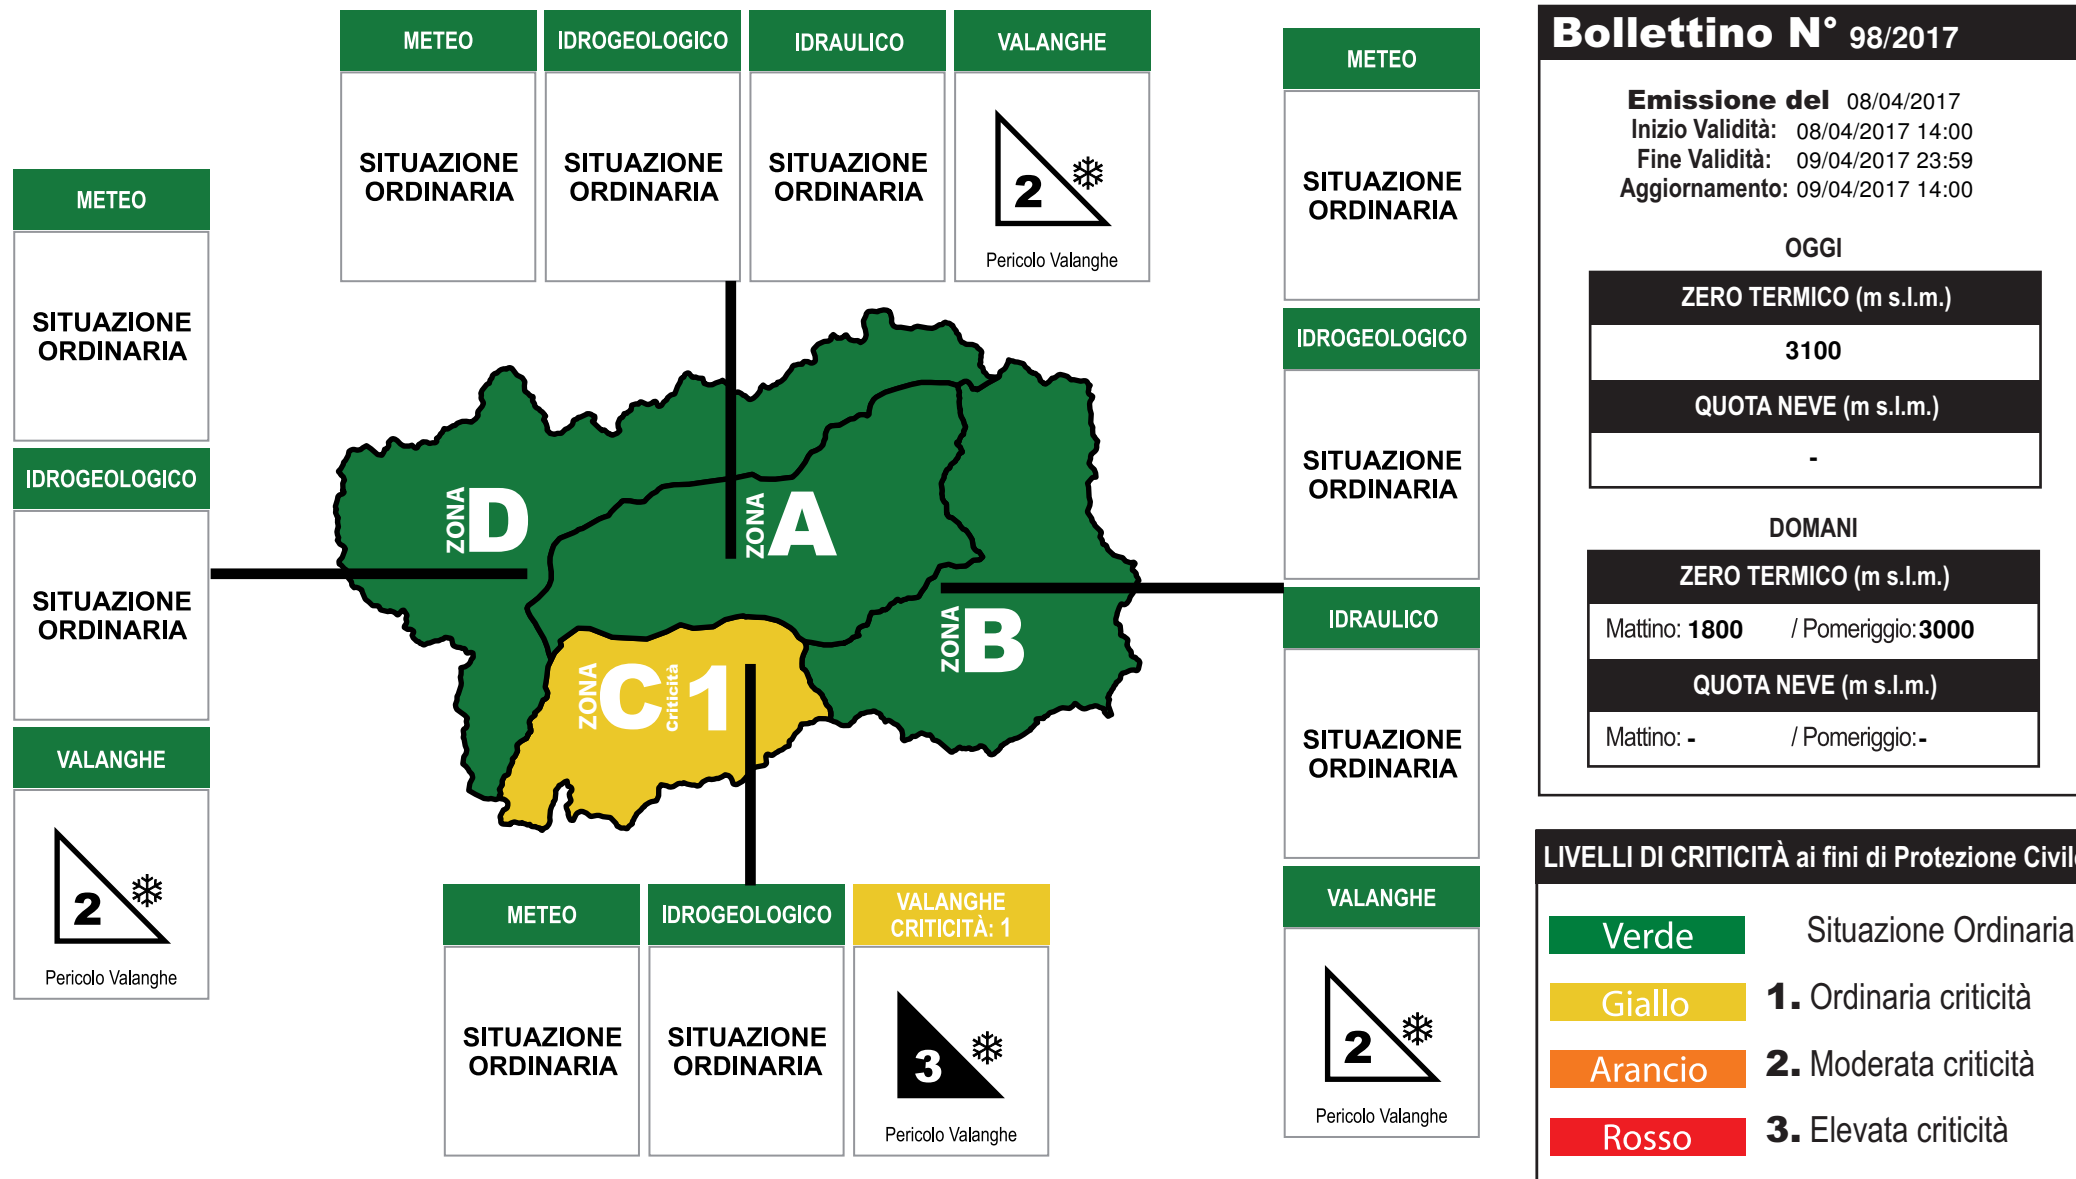 METEO
SITUAZIONE
ORDINARIA
IDROGEOLOGICO
SITUAZIONE
ORDINARIA
IDRAULICO
SITUAZIONE
ORDINARIA
VALANGHE
2
Pericolo Valanghe
METEO
SITUAZIONE
ORDINARIA
IDROGEOLOGICO
SITUAZIONE
ORDINARIA
VALANGHE
2
Pericolo Valanghe
ZONA D
ZONA A
ZONA B
ZONA C Criticità 1
METEO
SITUAZIONE
ORDINARIA
IDROGEOLOGICO
SITUAZIONE
ORDINARIA
VALANGHE
CRITICITÀ: 1
3
Pericolo Valanghe
METEO
SITUAZIONE
ORDINARIA
IDROGEOLOGICO
SITUAZIONE
ORDINARIA
IDRAULICO
SITUAZIONE
ORDINARIA
VALANGHE
2
Pericolo Valanghe
Bollettino N° 98/2017
Emissione del 08/04/2017
Inizio Validità: 08/04/2017 14:00
Fine Validità: 09/04/2017 23:59
Aggiornamento: 09/04/2017 14:00
OGGI
ZERO TERMICO (m s.l.m.)
3100
QUOTA NEVE (m s.l.m.)
-
DOMANI
ZERO TERMICO (m s.l.m.)
Mattino: 1800 / Pomeriggio: 3000
QUOTA NEVE (m s.l.m.)
Mattino: - / Pomeriggio: -
LIVELLI DI CRITICITÀ ai fini di Protezione Civile
Verde Situazione Ordinaria
Giallo 1. Ordinaria criticità
Arancio 2. Moderata criticità
Rosso 3. Elevata criticità